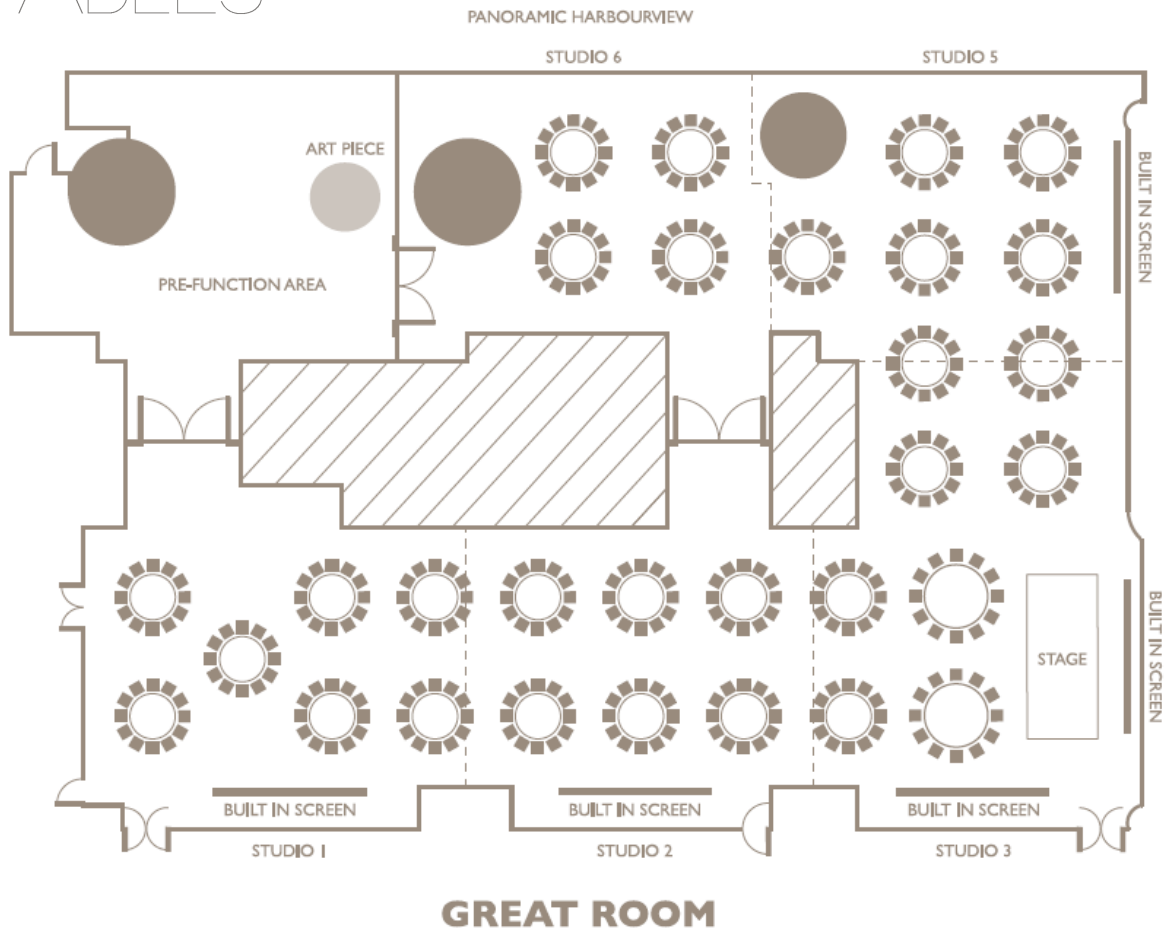 PANORAMIC HARBOURVIEW
STUDIO 6
STUDIO 5
ART PIECE
BUILT IN SCREEN
PRE-FUNCTION AREA
BUILT IN SCREEN
STAGE
BUILT IN SCREEN
BUILT IN SCREEN
BUILT IN SCREEN
STUDIO 1
STUDIO 2
STUDIO 3
GREAT ROOM